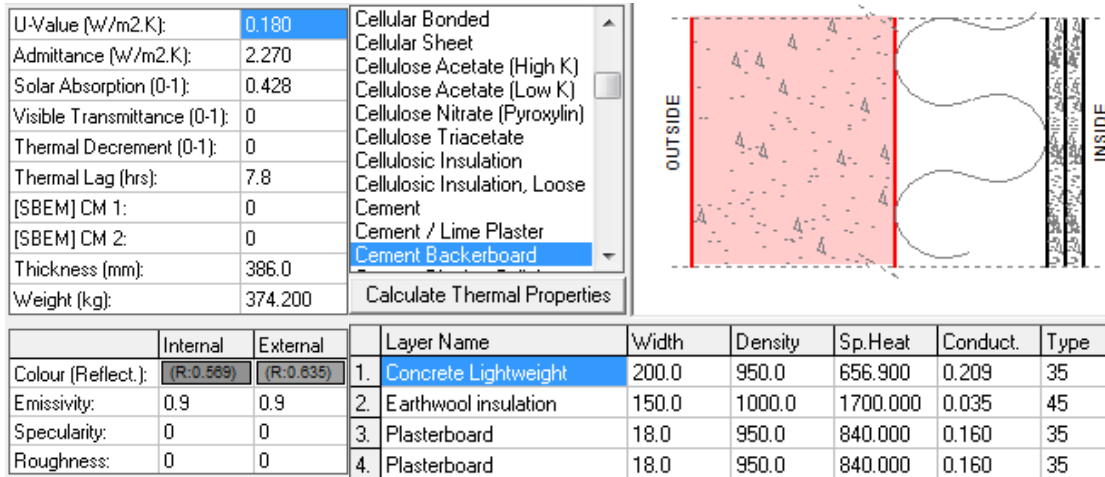 U-Value (W/m2.K): 0.180
Admittance (W/m2.K): 2.270
Solar Absorption (0-1): 0.428
Visible Transmittance (0-1): 0
Thermal Decrement (0-1): 0
Thermal Lag (hrs): 7.8
[SBEM] CM 1: 0
[SBEM] CM 2: 0
Thickness (mm): 386.0
Weight (kg): 374.200
Cellular Bonded
Cellular Sheet
Cellulose Acetate (High K)
Cellulose Acetate (Low K)
Cellulose Nitrate (Pyroxylin)
Cellulose Triacetate
Cellulosic Insulation
Cellulosic Insulation, Loose
Cement
Cement / Lime Plaster
Cement Backerboard
Calculate Thermal Properties
OUTSIDE
INSIDE
Internal External
Colour (Reflect.): (R:0.569) (R:0.635)
Emissivity: 0.9 0.9
Specularity: 0 0
Roughness: 0 0
Layer Name Width Density Sp.Heat Conduct. Type
1. Concrete Lightweight 200.0 950.0 656.900 0.209 35
2. Earthwool insulation 150.0 1000.0 1700.000 0.035 45
3. Plasterboard 18.0 950.0 840.000 0.160 35
4. Plasterboard 18.0 950.0 840.000 0.160 35